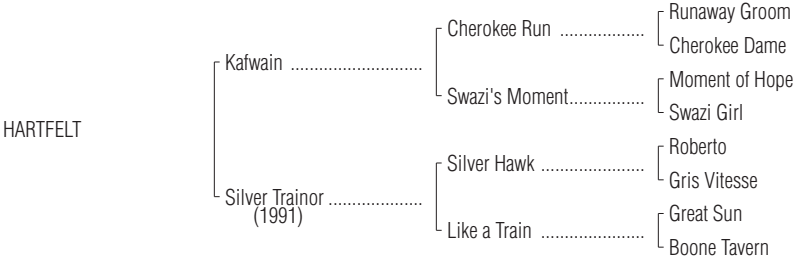 Runaway Groom
Cherokee Run ..................
Cherokee Dame
Kafwain ............................
Moment of Hope
Swazi's Moment................
Swazi Girl
HARTFELT
Roberto
Silver Hawk ......................
Gris Vitesse
Silver Trainor ....................
(1991)
Great Sun
Like a Train ......................
Boone Tavern